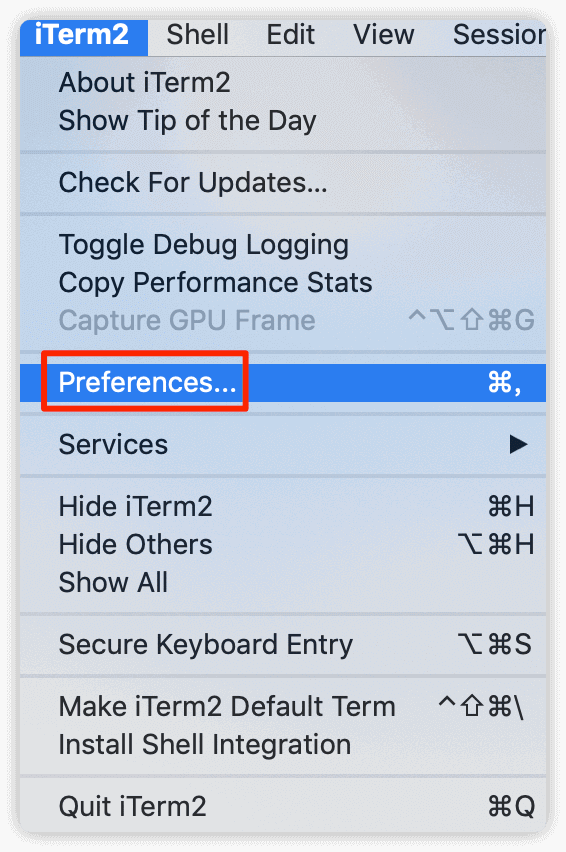 iTerm2 Shell Edit View Session
About iTerm2
Show Tip of the Day
Check For Updates...
Toggle Debug Logging
Copy Performance Stats
Capture GPU Frame ^⌥⇧⌘G
Preferences... ⌘,
Services ▶
Hide iTerm2 ⌘H
Hide Others ⌥⌘H
Show All
Secure Keyboard Entry ⌥⌘S
Make iTerm2 Default Term ^⇧⌘\
Install Shell Integration
Quit iTerm2 ⌘Q